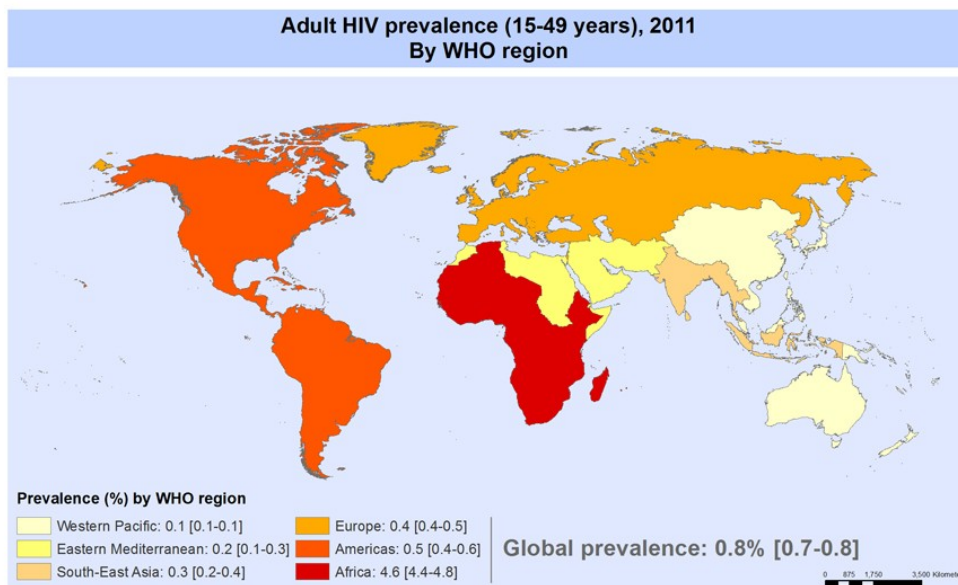 Adult HIV prevalence (15-49 years), 2011
By WHO region
Prevalence (%) by WHO region
Western Pacific: 0.1 [0.1-0.1]
Eastern Mediterranean: 0.2 [0.1-0.3]
South-East Asia: 0.3 [0.2-0.4]
Europe: 0.4 [0.4-0.5]
Americas: 0.5 [0.4-0.6]
Africa: 4.6 [4.4-4.8]
Global prevalence: 0.8% [0.7-0.8]
0 875 1,750 3,500 Kilomete